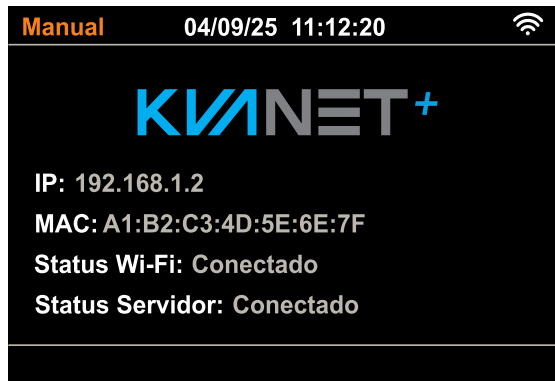 Manual 04/09/25 11:12:20
KVANET+
IP: 192.168.1.2
MAC: A1:B2:C3:4D:5E:6E:7F
Status Wi-Fi: Conectado
Status Servidor: Conectado